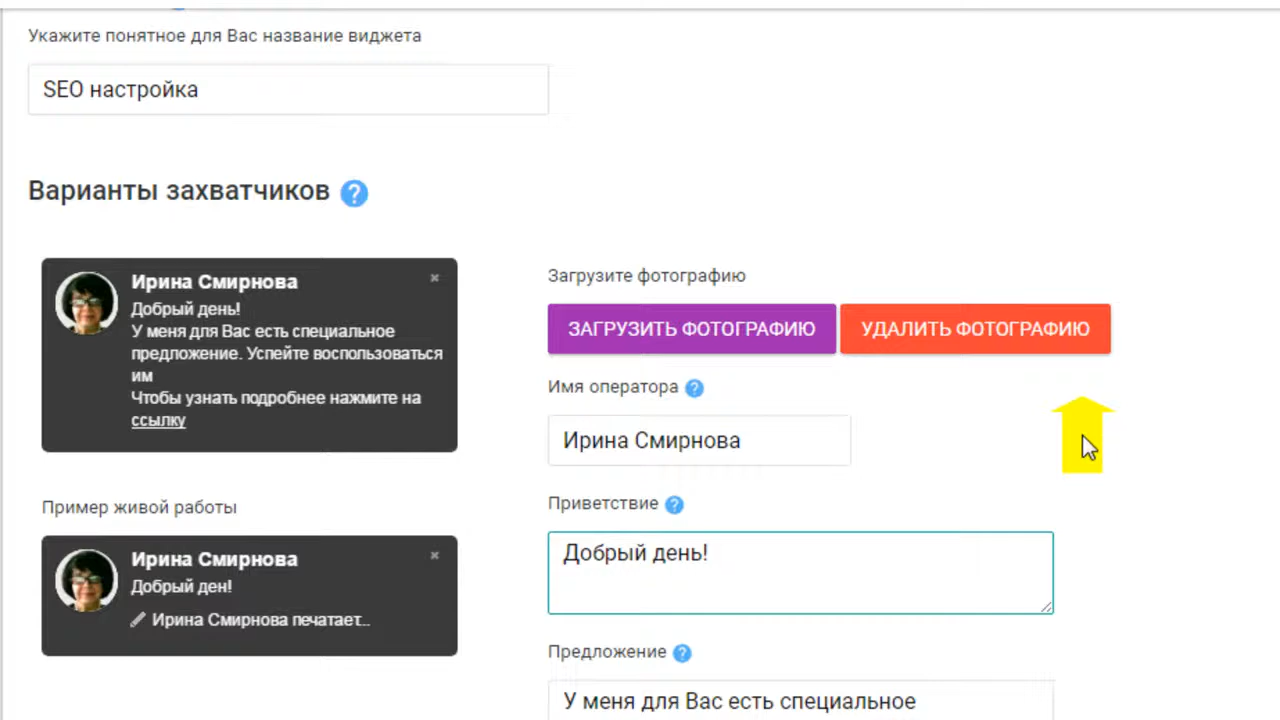 Укажите понятное для Вас название виджета
SEO настройка
Варианты захватчиков ?
Ирина Смирнова
Добрый день!
У меня для Вас есть специальное
предложение. Успейте воспользоваться
им
Чтобы узнать подробнее нажмите на
ссылку
Пример живой работы
Ирина Смирнова
Добрый ден!
Ирина Смирнова печатает...
Загрузите фотографию
ЗАГРУЗИТЬ ФОТОГРАФИЮ УДАЛИТЬ ФОТОГРАФИЮ
Имя оператора ?
Ирина Смирнова
Приветствие ?
Добрый день!
Предложение ?
У меня для Вас есть специальное